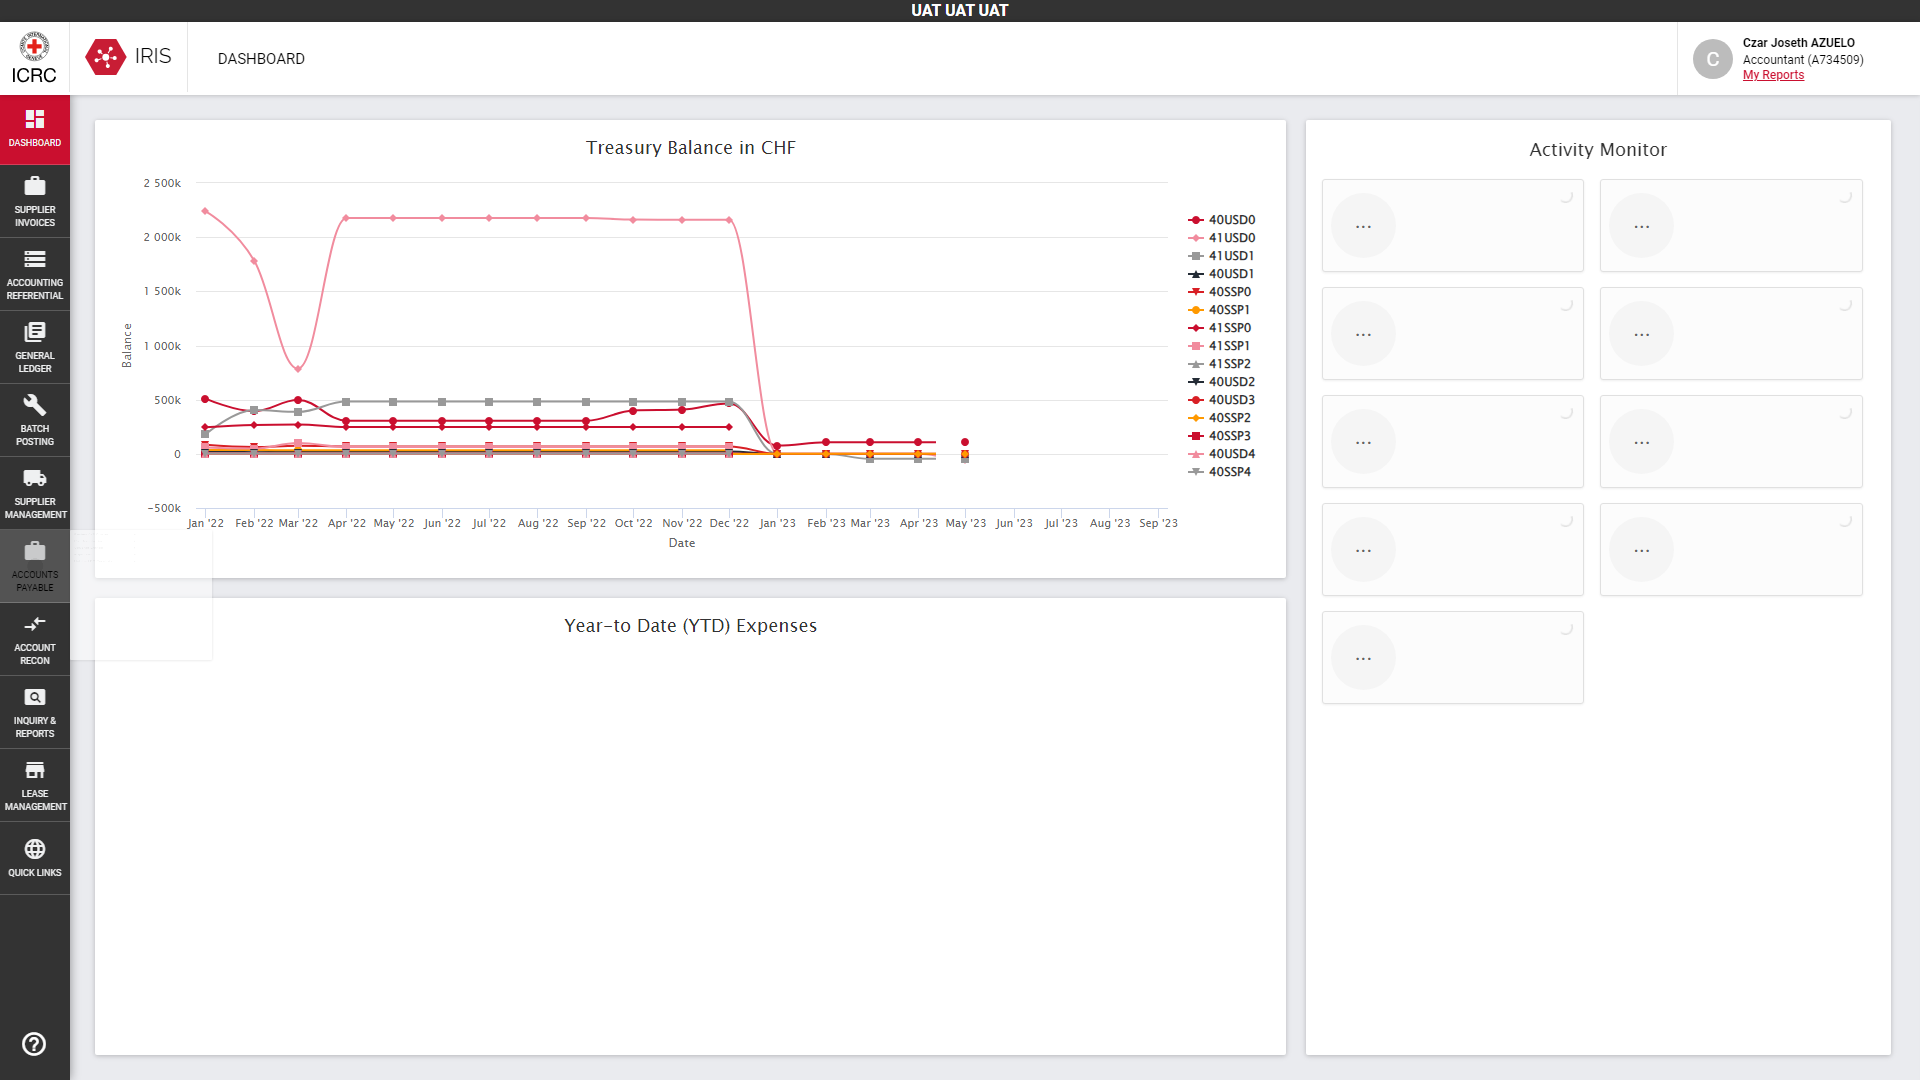 UAT UAT UAT
ICRC
IRIS
DASHBOARD
Czar Joseth AZUELO
Accountant (A734509)
My Reports
DASHBOARD
SUPPLIER
INVOICES
ACCOUNTING
REFERENTIAL
GENERAL
LEDGER
BATCH
POSTING
SUPPLIER
MANAGEMENT
ACCOUNTS
PAYABLE
ACCOUNT
RECON
INQUIRY &
REPORTS
LEASE
MANAGEMENT
QUICK LINKS
Treasury Balance in CHF
2 500k
2 000k
1 500k
1 000k
500k
0
−500k
Balance
Jan '22 Feb '22 Mar '22 Apr '22 May '22 Jun '22 Jul '22 Aug '22 Sep '22 Oct '22 Nov '22 Dec '22 Jan '23 Feb '23 Mar '23 Apr '23 May '23 Jun '23 Jul '23 Aug '23 Sep '23
Date
40USD0
41USD0
41USD1
40USD1
40SSP0
40SSP1
41SSP0
41SSP1
41SSP2
40USD2
40USD3
40SSP2
40SSP3
40USD4
40SSP4
Year-to Date (YTD) Expenses
Activity Monitor
... ...
... ...
... ...
... ...
...